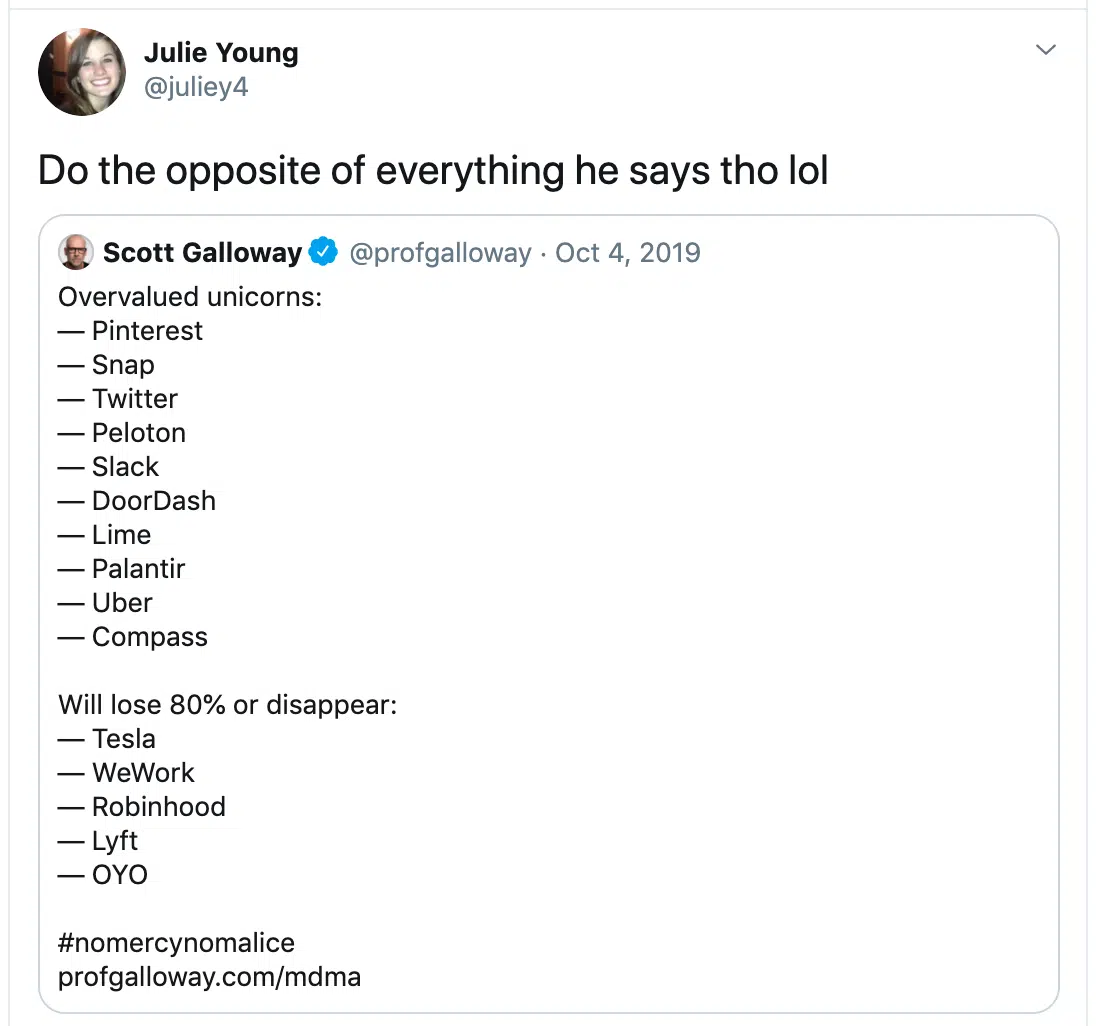 Julie Young
@juliey4
Do the opposite of everything he says tho lol
Scott Galloway @profgalloway · Oct 4, 2019
Overvalued unicorns:
— Pinterest
— Snap
— Twitter
— Peloton
— Slack
— DoorDash
— Lime
— Palantir
— Uber
— Compass
Will lose 80% or disappear:
— Tesla
— WeWork
— Robinhood
— Lyft
— OYO
#nomercynomalice
profgalloway.com/mdma